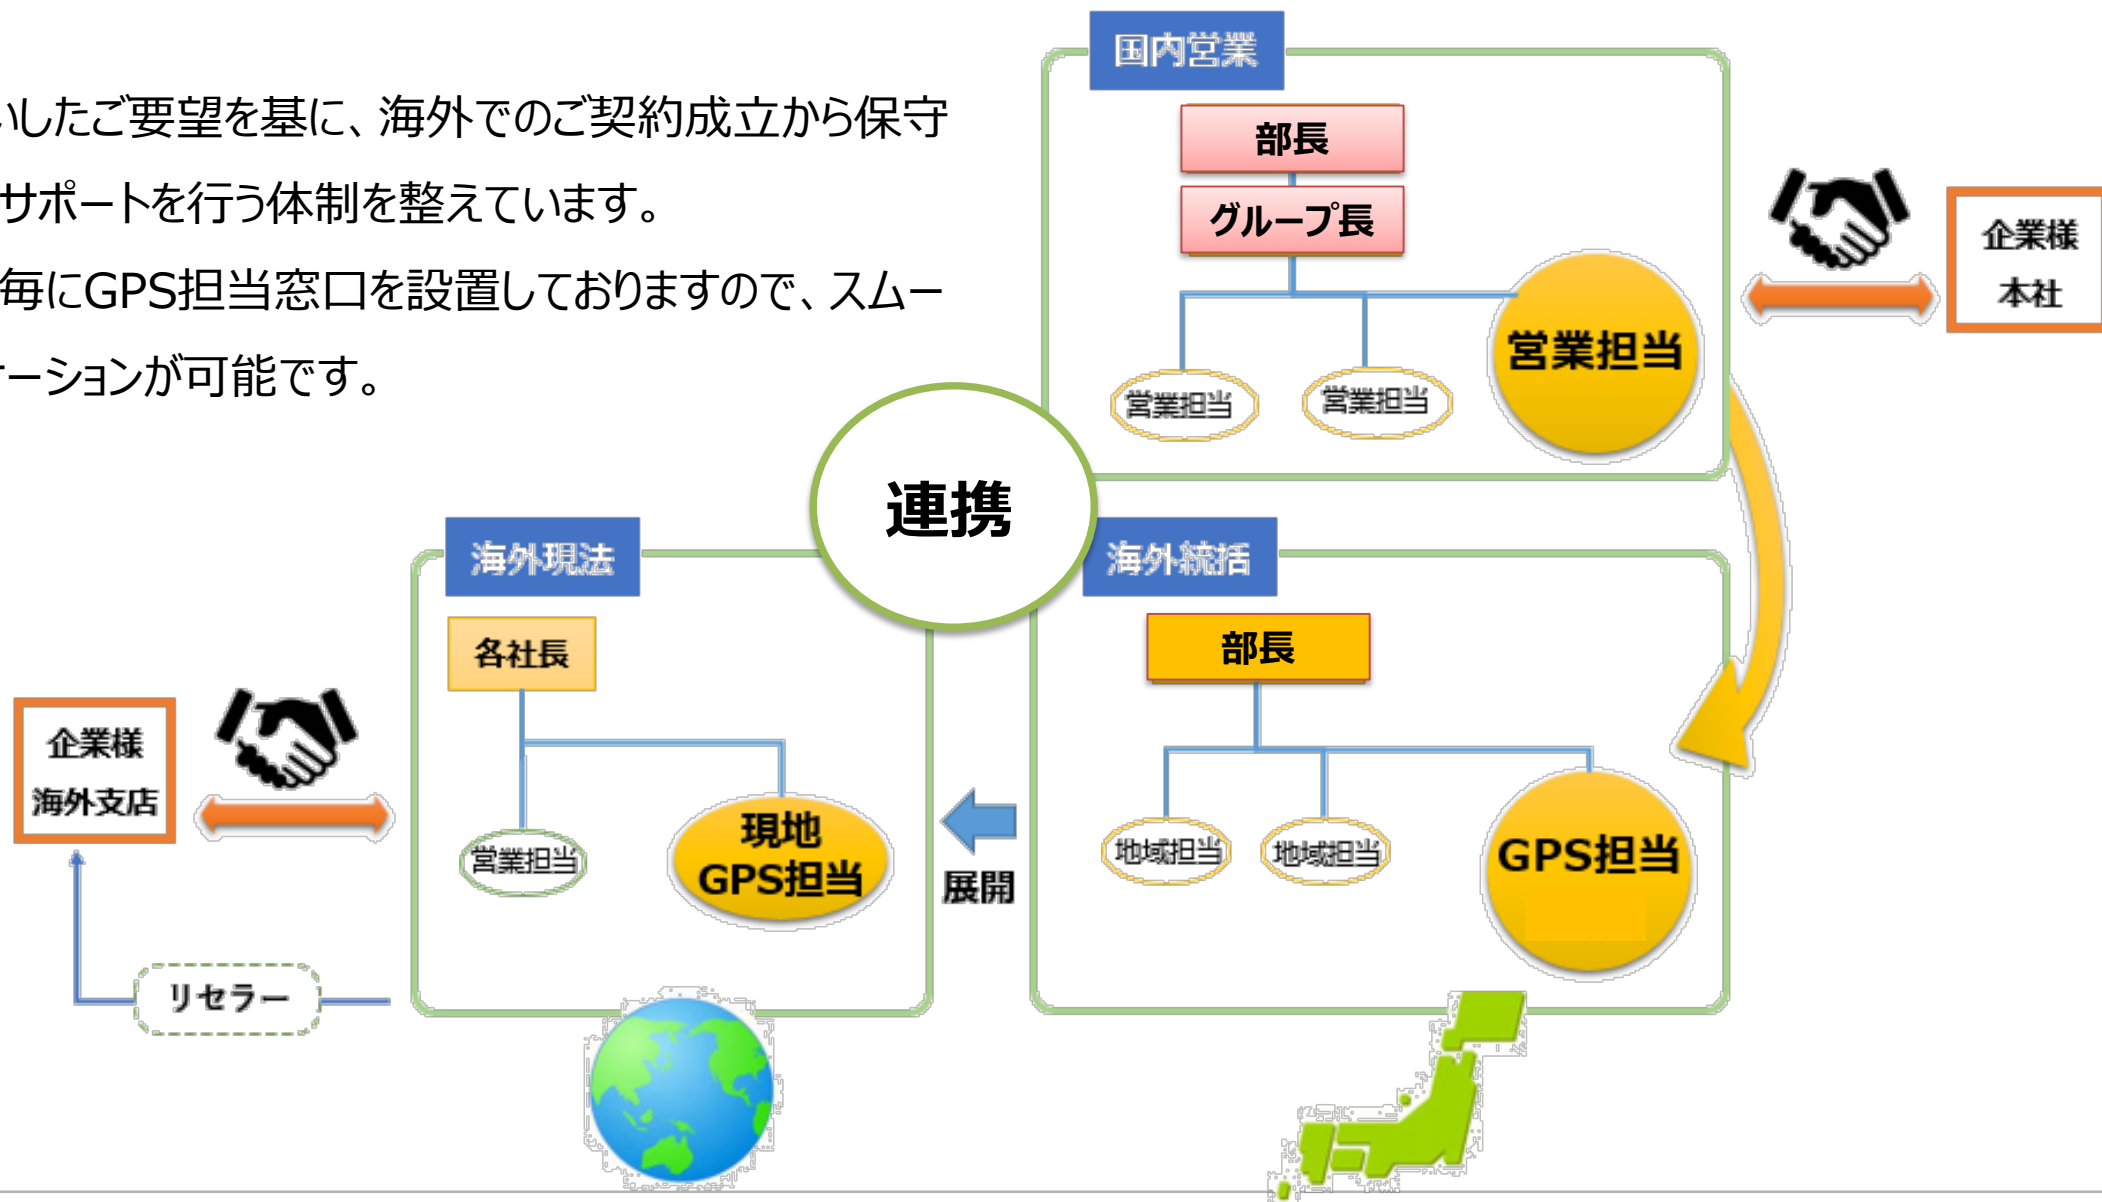 いしたご要望を基に、海外でのご契約成立から保守
サポートを行う体制を整えています。
毎にGPS担当窓口を設置しておりますので、スムー
ケーションが可能です。
国内営業
部長
グループ長
営業担当
営業担当
営業担当
企業様
本社
連携
海外現法
各社長
営業担当
現地
GPS担当
企業様
海外支店
リセラー
展開
海外統括
部長
地域担当
地域担当
GPS担当